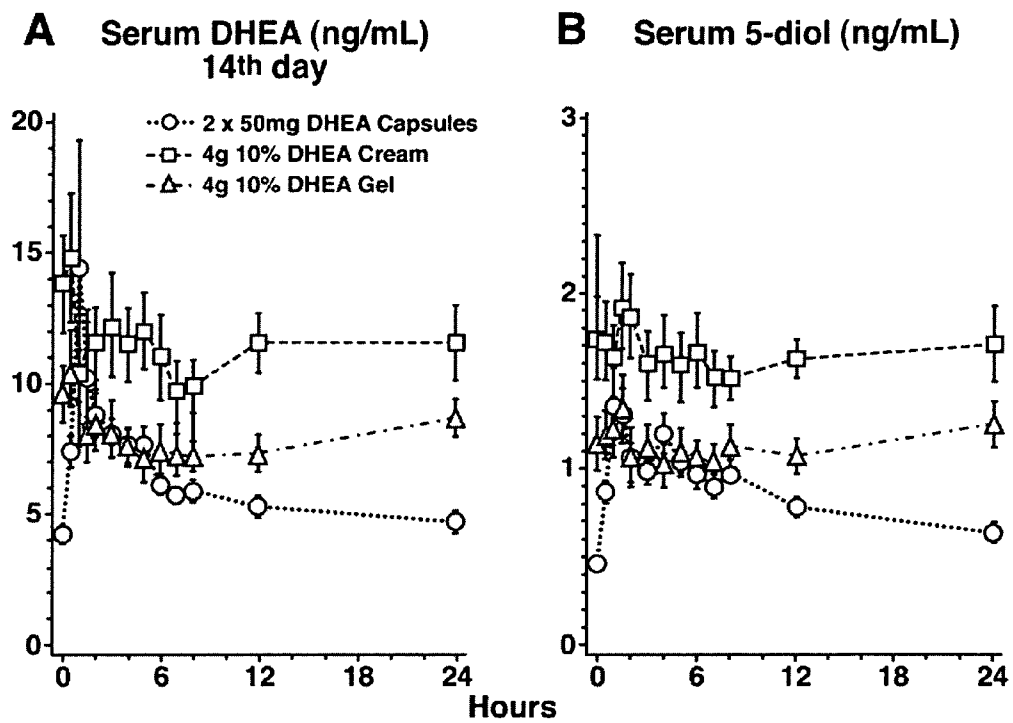 A Serum DHEA (ng/mL)
14th day
20
15
10
5
0
2 x 50mg DHEA Capsules
4g 10% DHEA Cream
4g 10% DHEA Gel
0 6 12 18 24
B Serum 5-diol (ng/mL)
3
2
1
0
0 6 12 18 24
Hours